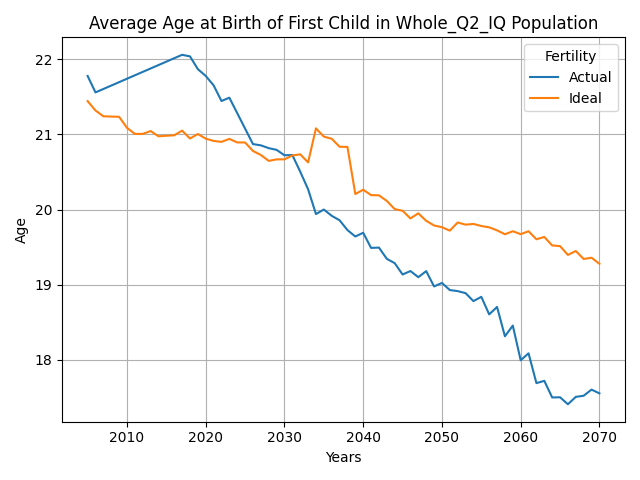 Average Age at Birth of First Child in Whole_Q2_IQ Population
Fertility
Actual
Ideal
22
21
20
19
18
Age
2010 2020 2030 2040 2050 2060 2070
Years